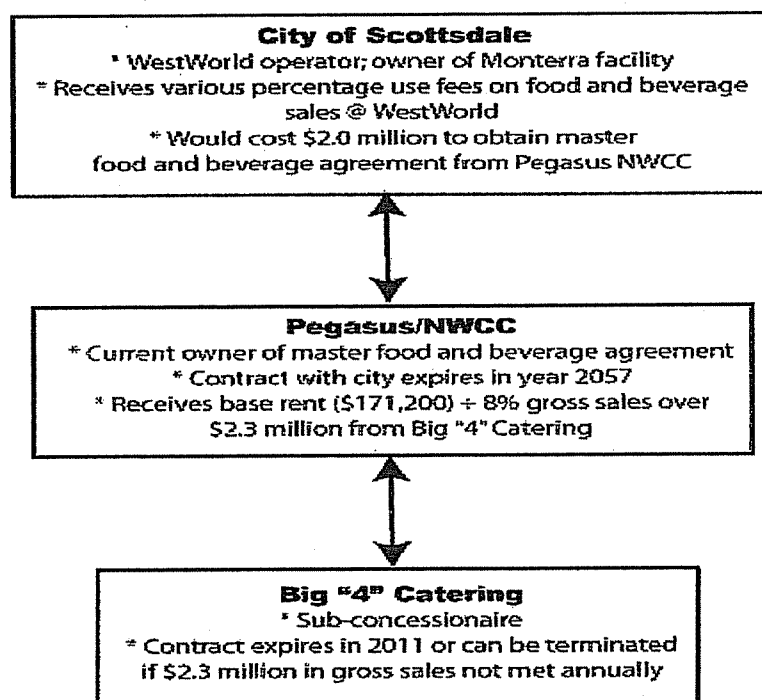 City of Scottsdale
* WestWorld operator; owner of Monterra facility
* Receives various percentage use fees on food and beverage
sales @ WestWorld
* Would cost $2.0 million to obtain master
food and beverage agreement from Pegasus NWCC
Pegasus/NWCC
* Current owner of master food and beverage agreement
* Contract with city expires in year 2057
* Receives base rent ($171,200) + 8% gross sales over
$2.3 million from Big "4" Catering
Big "4" Catering
* Sub-concessionaire
* Contract expires in 2011 or can be terminated
if $2.3 million in gross sales not met annually